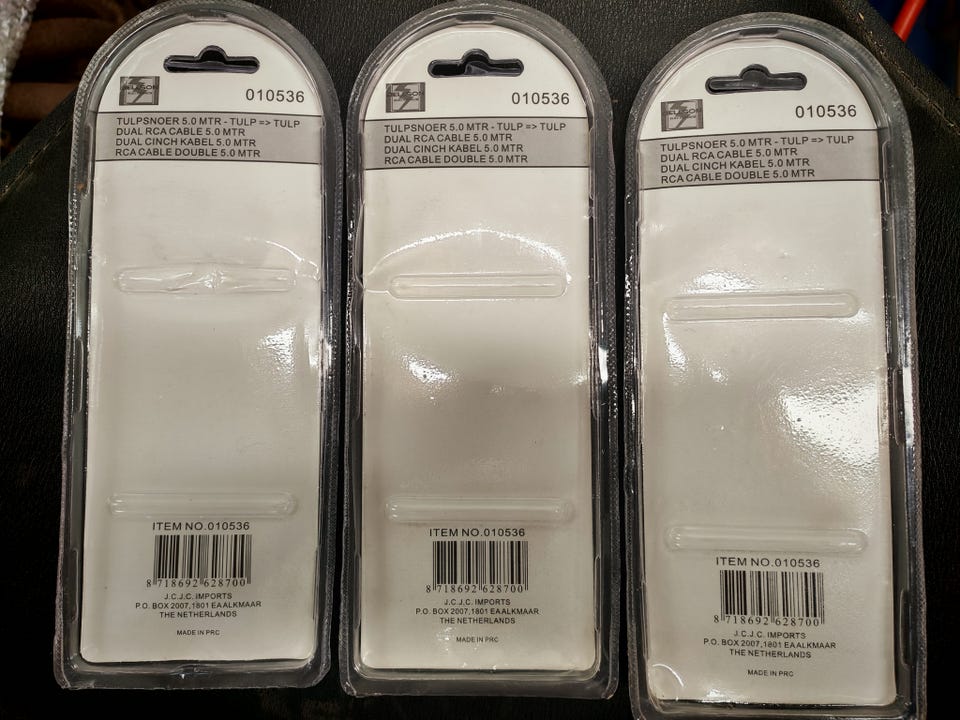 010536
TULPSNOER 5.0 MTR - TULP => TULP
DUAL RCA CABLE 5.0 MTR
DUAL CINCH KABEL 5.0 MTR
RCA CABLE DOUBLE 5.0 MTR
ITEM NO.010536
8 718692 628700
J.C.J.C. IMPORTS
P.O. BOX 2007,1801 EA ALKMAAR
THE NETHERLANDS
MADE IN PRC
010536
TULPSNOER 5.0 MTR - TULP => TULP
DUAL RCA CABLE 5.0 MTR
DUAL CINCH KABEL 5.0 MTR
RCA CABLE DOUBLE 5.0 MTR
ITEM NO.010536
8 718692 628700
J.C.J.C. IMPORTS
P.O. BOX 2007,1801 EA ALKMAAR
THE NETHERLANDS
MADE IN PRC
010536
TULPSNOER 5.0 MTR - TULP => TULP
DUAL RCA CABLE 5.0 MTR
DUAL CINCH KABEL 5.0 MTR
RCA CABLE DOUBLE 5.0 MTR
ITEM NO.010536
8 718692 628700
J.C.J.C. IMPORTS
P.O. BOX 2007,1801 EA ALKMAAR
THE NETHERLANDS
MADE IN PRC